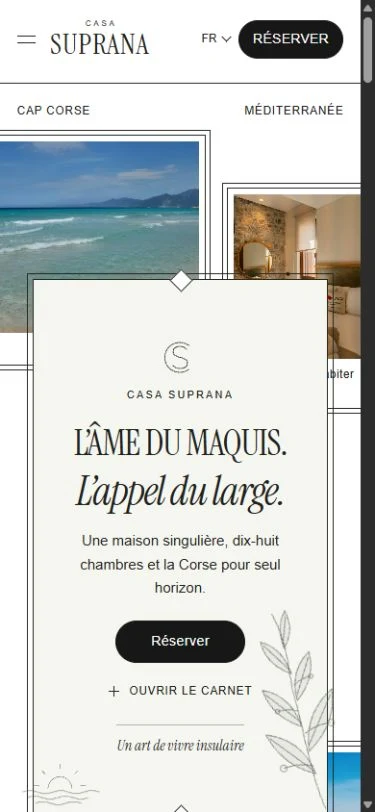 CASA
SUPRANA
FR
RÉSERVER
CAP CORSE
MÉDITERRANÉE
CASA SUPRANA
L'ÂME DU MAQUIS.
L'appel du large.
Une maison singulière, dix-huit
chambres et la Corse pour seul
horizon.
Réserver
+ OUVRIR LE CARNET
Un art de vivre insulaire